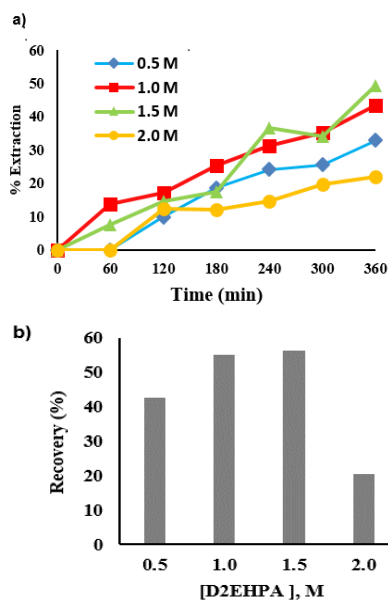 a)
60
50
40
30
20
10
0
% Extraction
0.5 M
1.0 M
1.5 M
2.0 M
0 60 120 180 240 300 360
Time (min)
b)
60
50
40
30
20
10
0
Recovery (%)
0.5 1.0 1.5 2.0
[D2EHPA ], M